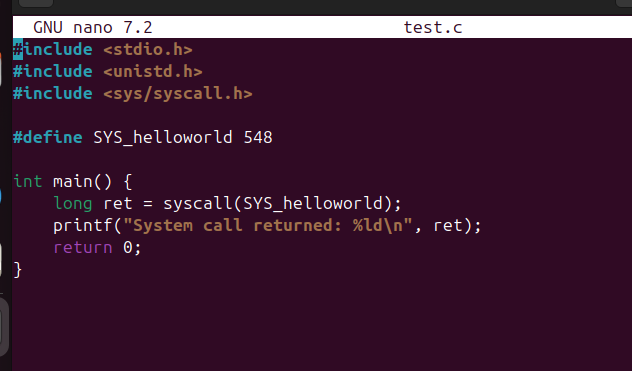 GNU nano 7.2 test.c
#include <stdio.h>
#include <unistd.h>
#include <sys/syscall.h>
#define SYS_helloworld 548
int main() {
    long ret = syscall(SYS_helloworld);
    printf("System call returned: %ld\n", ret);
    return 0;
}